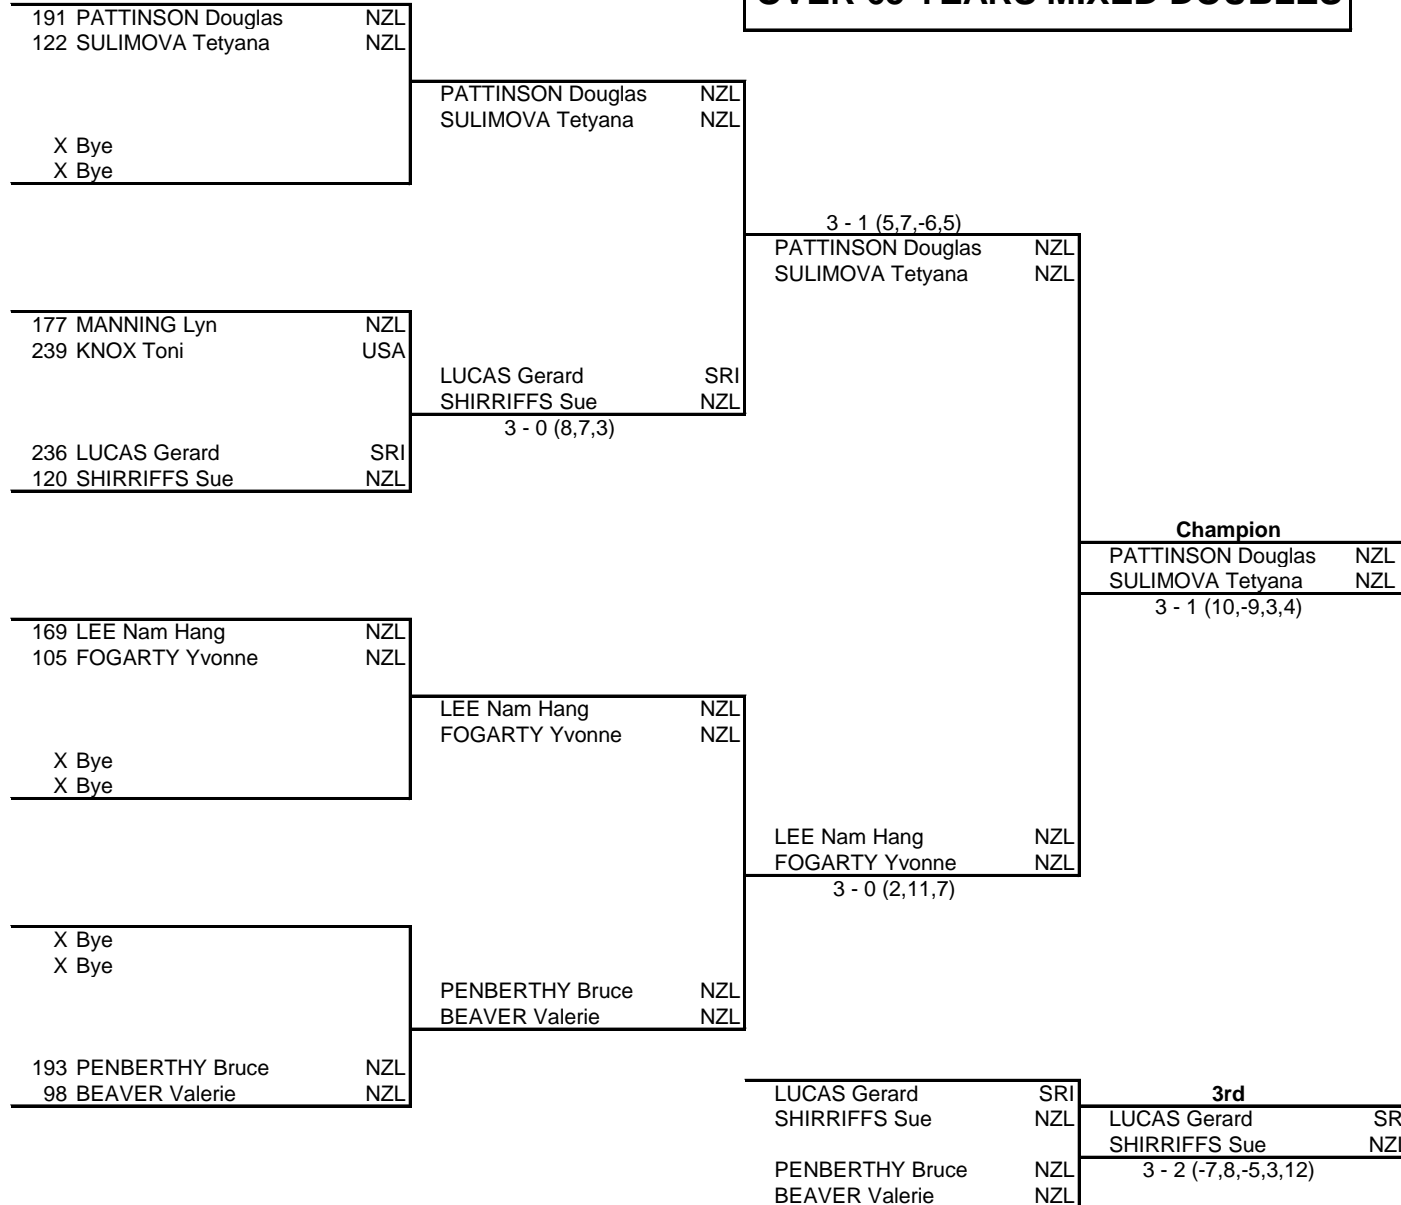 OVER 65 YEARS MIXED DOUBLES
191 PATTINSON Douglas NZL
122 SULIMOVA Tetyana NZL
PATTINSON Douglas NZL
SULIMOVA Tetyana NZL
X Bye
X Bye
3 - 1 (5,7,-6,5)
PATTINSON Douglas NZL
SULIMOVA Tetyana NZL
177 MANNING Lyn NZL
239 KNOX Toni USA
LUCAS Gerard SRI
SHIRRIFFS Sue NZL
3 - 0 (8,7,3)
236 LUCAS Gerard SRI
120 SHIRRIFFS Sue NZL
Champion
PATTINSON Douglas NZL
SULIMOVA Tetyana NZL
3 - 1 (10,-9,3,4)
169 LEE Nam Hang NZL
105 FOGARTY Yvonne NZL
LEE Nam Hang NZL
FOGARTY Yvonne NZL
X Bye
X Bye
LEE Nam Hang NZL
FOGARTY Yvonne NZL
3 - 0 (2,11,7)
X Bye
X Bye
PENBERTHY Bruce NZL
BEAVER Valerie NZL
193 PENBERTHY Bruce NZL
98 BEAVER Valerie NZL
LUCAS Gerard SRI
SHIRRIFFS Sue NZL
PENBERTHY Bruce NZL
BEAVER Valerie NZL
3rd
LUCAS Gerard SR
SHIRRIFFS Sue NZL
3 - 2 (-7,8,-5,3,12)